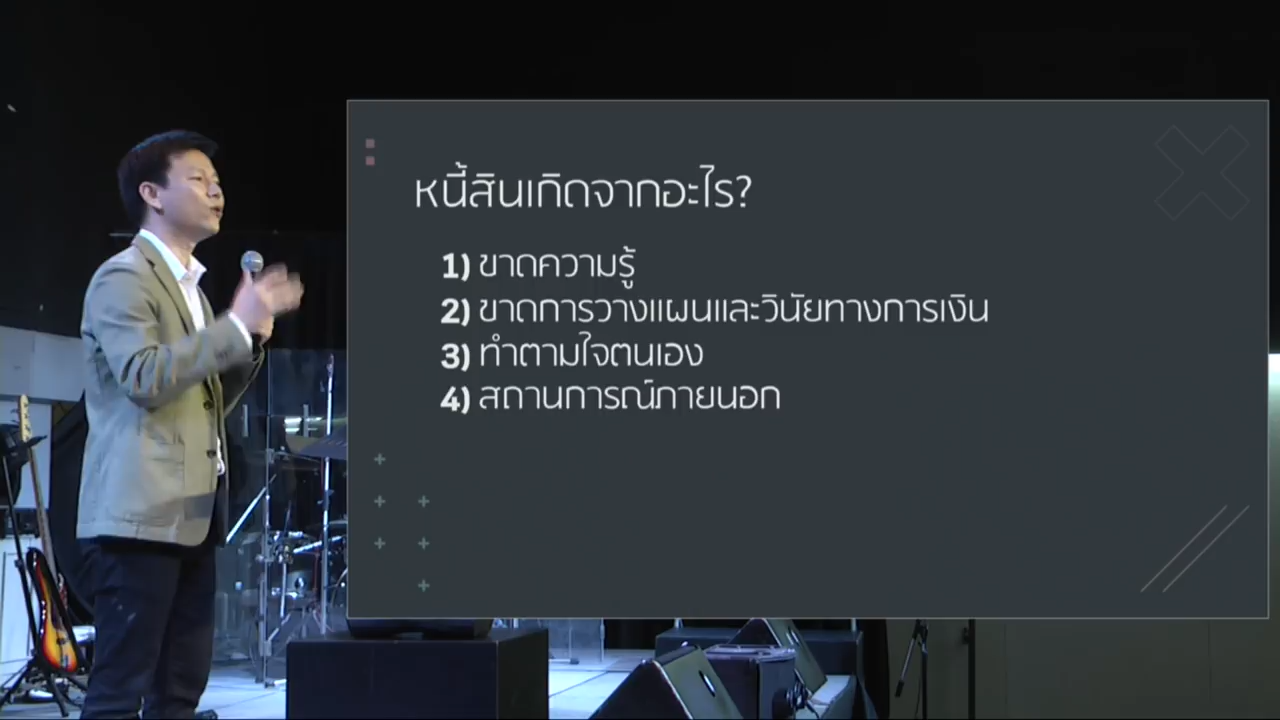 หนี้สินเกิดจากอะไร?
1) ขาดความรู้
2) ขาดการวางแผนและวินัยทางการเงิน
3) ทำตามใจตนเอง
4) สถานการณ์ภายนอก